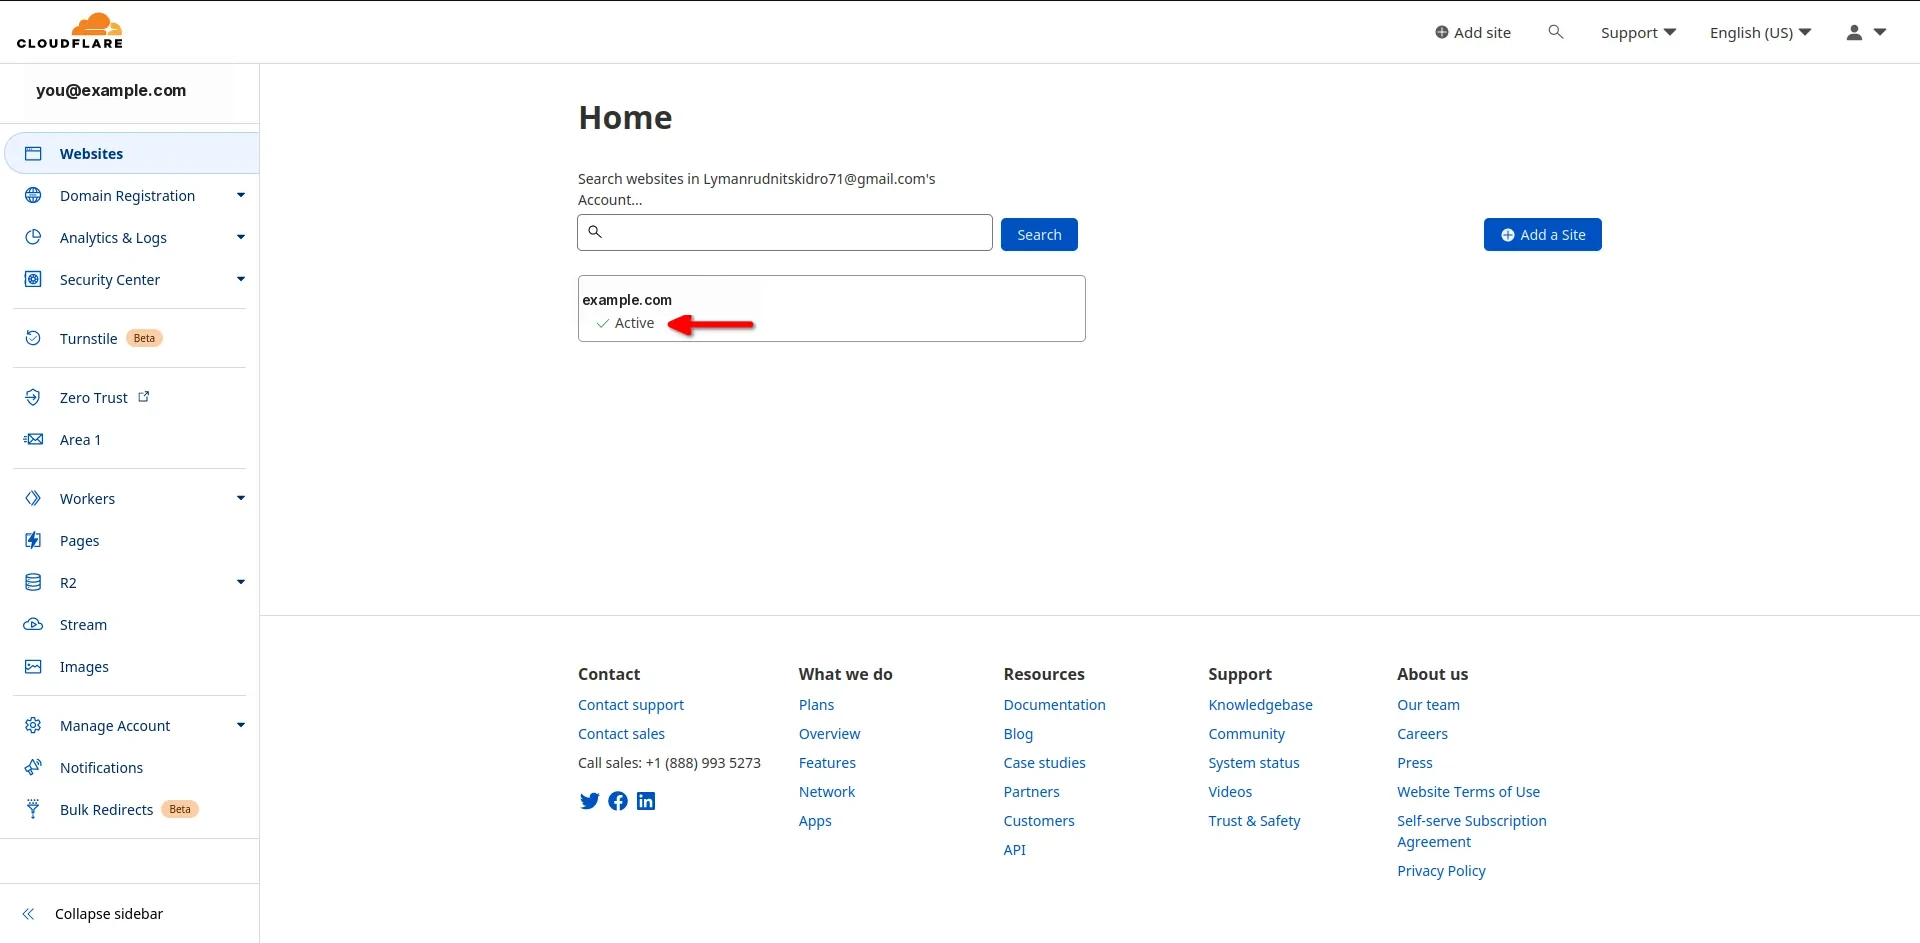 CLOUDFLARE
Add site
Support
English (US)
you@example.com
Websites
Domain Registration
Analytics & Logs
Security Center
Turnstile Beta
Zero Trust
Area 1
Workers
Pages
R2
Stream
Images
Manage Account
Notifications
Bulk Redirects Beta
Collapse sidebar
Home
Search websites in Lymanrudnitskidro71@gmail.com's
Account...
Search
Add a Site
example.com
Active
Contact
Contact support
Contact sales
Call sales: +1 (888) 993 5273
What we do
Plans
Overview
Features
Network
Apps
Resources
Documentation
Blog
Case studies
Partners
Customers
API
Support
Knowledgebase
Community
System status
Videos
Trust & Safety
About us
Our team
Careers
Press
Website Terms of Use
Self-serve Subscription
Agreement
Privacy Policy